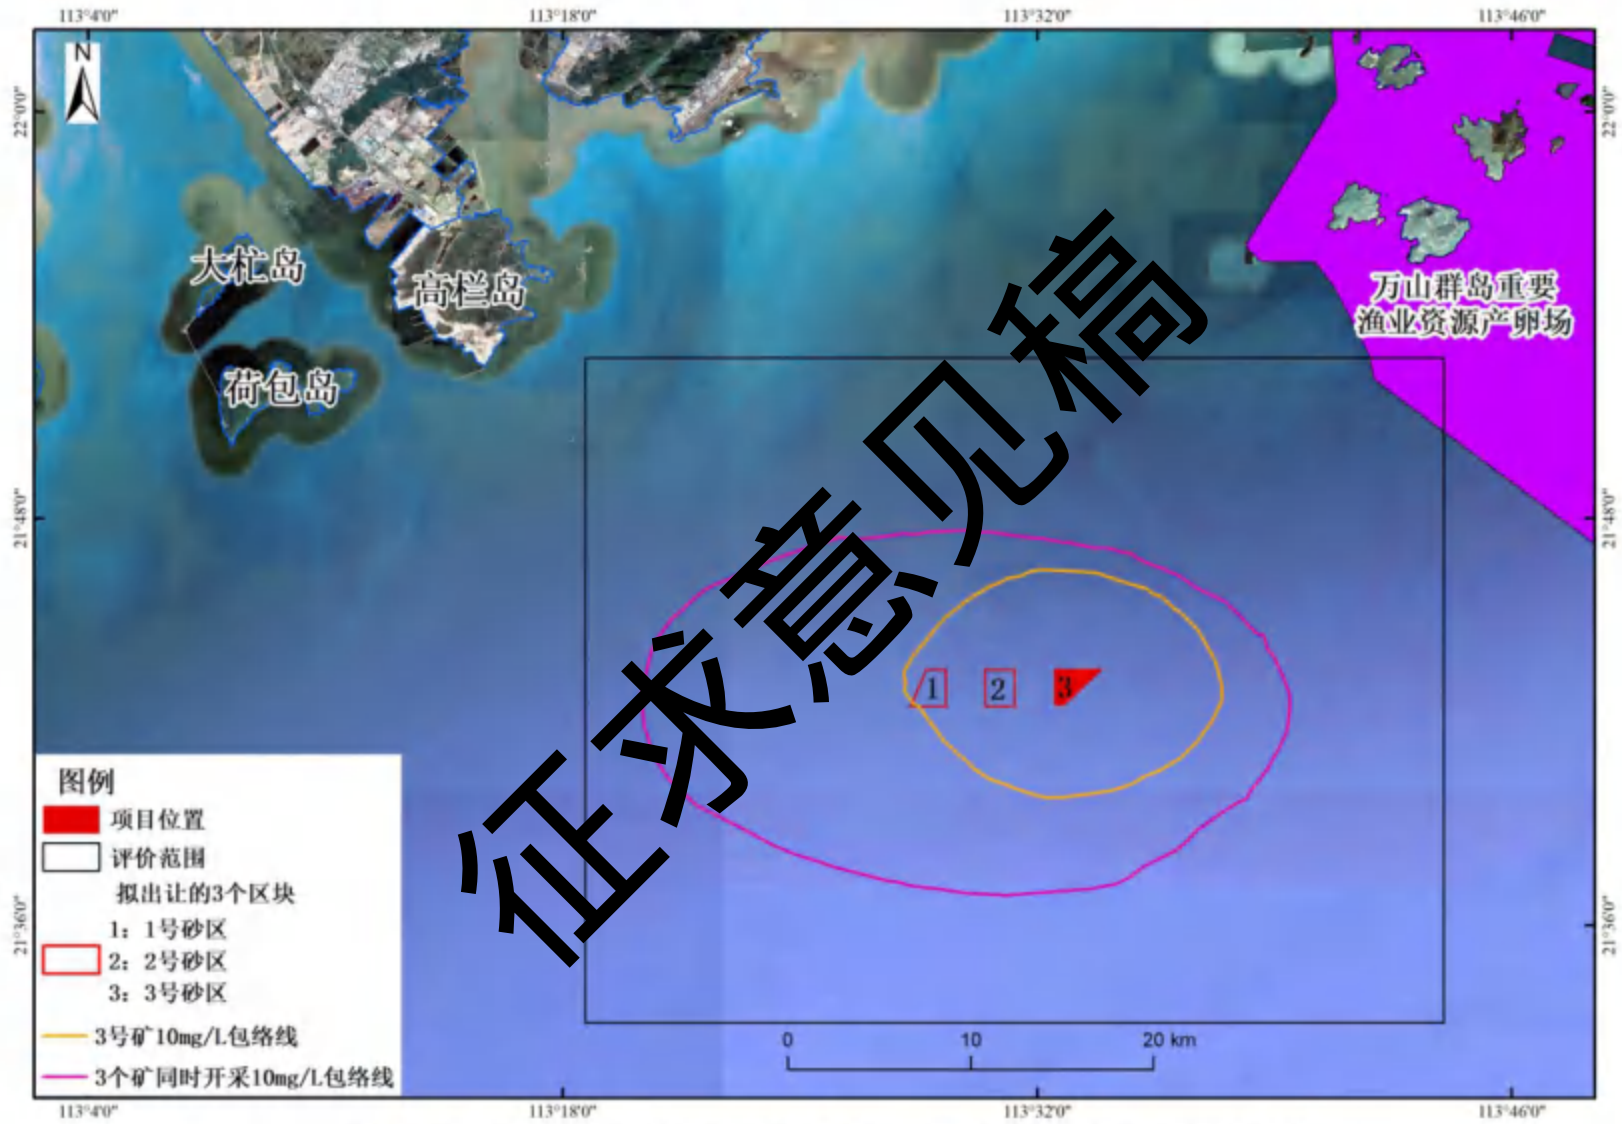 113°4'0"
113°18'0"
113°32'0"
113°46'0"
N
22°0'0"
22°0'0"
大杧岛
高栏岛
荷包岛
万山群岛重要
渔业资源产卵场
21°48'0"
21°48'0"
征求意见稿
1
2
3
图例
项目位置
评价范围
拟出让的3个区块
1：1号砂区
2：2号砂区
3：3号砂区
3号矿10mg/L包络线
3个矿同时开采10mg/L包络线
21°36'0"
21°36'0"
0
10
20 km
113°4'0"
113°18'0"
113°32'0"
113°46'0"